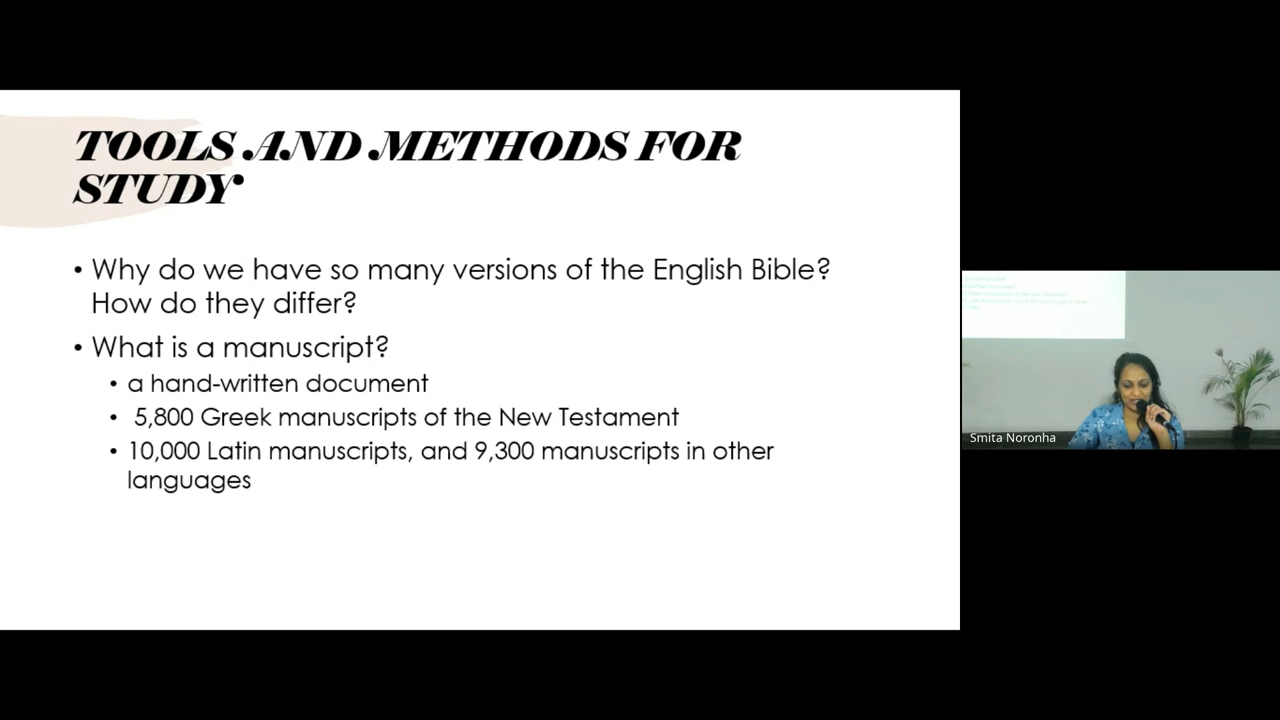 TOOLS AND METHODS FOR
STUDY
• Why do we have so many versions of the English Bible?
How do they differ?
• What is a manuscript?
• a hand-written document
• 5,800 Greek manuscripts of the New Testament
• 10,000 Latin manuscripts, and 9,300 manuscripts in other
languages
Smita Noronha